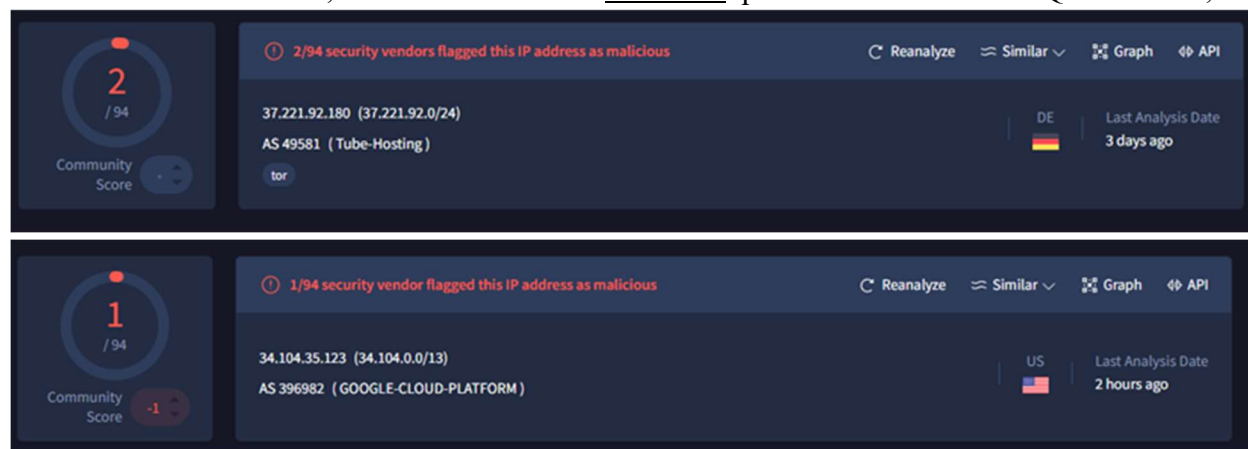 2/94 security vendors flagged this IP address as malicious Reanalyze Similar Graph API
2
/ 94
Community Score -
37.221.92.180 (37.221.92.0/24)
AS 49581 ( Tube-Hosting )
tor
DE
Last Analysis Date
3 days ago
1/94 security vendor flagged this IP address as malicious Reanalyze Similar Graph API
1
/ 94
Community Score -1
34.104.35.123 (34.104.0.0/13)
AS 396982 ( GOOGLE-CLOUD-PLATFORM )
US
Last Analysis Date
2 hours ago